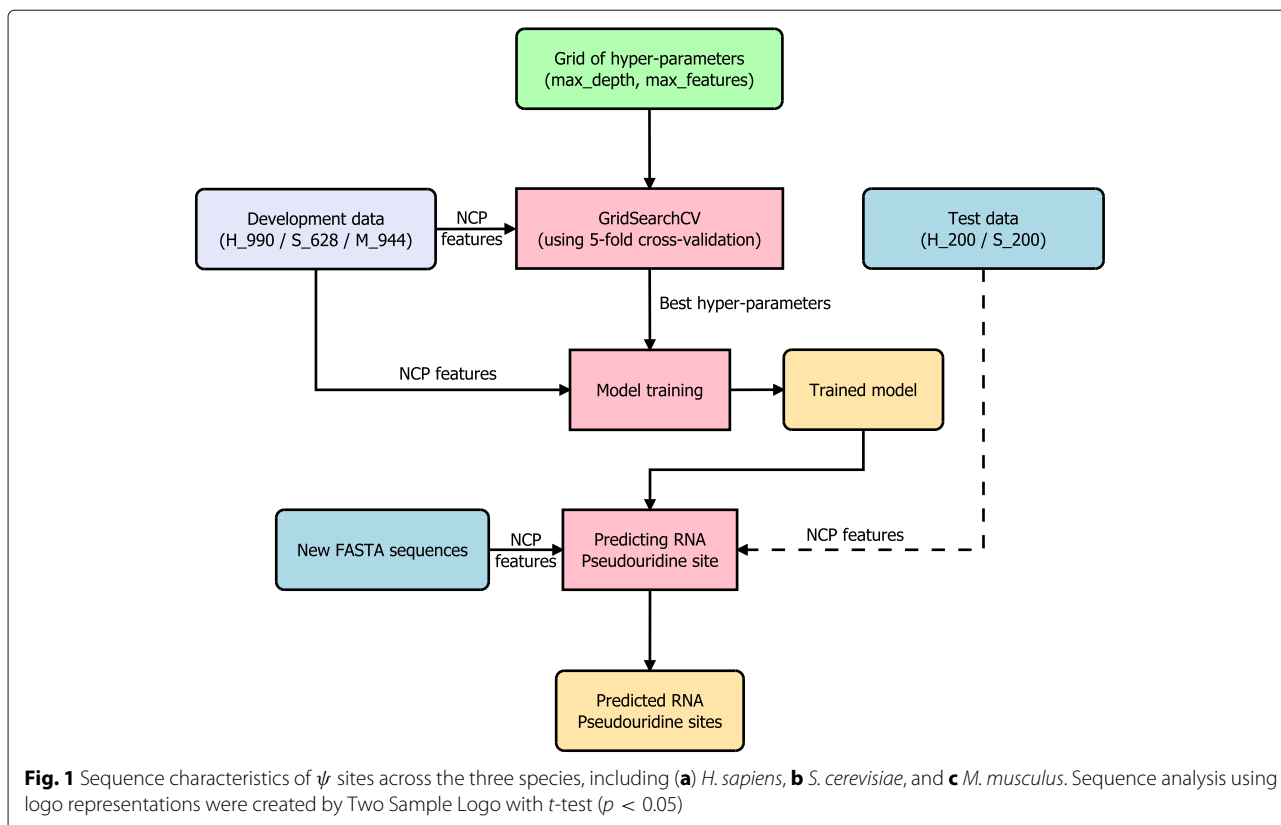 Grid of hyper-parameters
(max_depth, max_features)
Development data
(H_990 / S_628 / M_944)
NCP
features
GridSearchCV
(using 5-fold cross-validation)
Test data
(H_200 / S_200)
Best hyper-parameters
NCP features
Model training
Trained model
New FASTA sequences
NCP
features
Predicting RNA
Pseudouridine site
NCP features
Predicted RNA
Pseudouridine sites
Fig. 1 Sequence characteristics of ψ sites across the three species, including (a) H. sapiens, b S. cerevisiae, and c M. musculus. Sequence analysis using
logo representations were created by Two Sample Logo with t-test (p < 0.05)